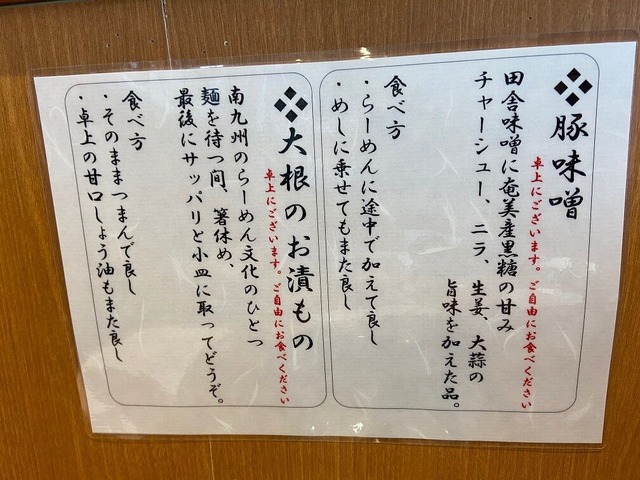 豚味噌
卓上にございます。ご自由にお食べください
田舎味噌に奄美産黒糖の甘み
チャーシュー、ニラ、生姜、大蒜の
旨味を加えた品。
食べ方
・らーめんに途中で加えて良し
・めしに乗せてもまた良し
大根のお漬もの
卓上にございます。ご自由にお食べください
南九州のらーめん文化のひとつ
麺を待つ間、箸休め、
最後にサッパリと小皿に取ってどうぞ。
食べ方
・そのままつまんで良し
・卓上の甘口しょう油もまた良し